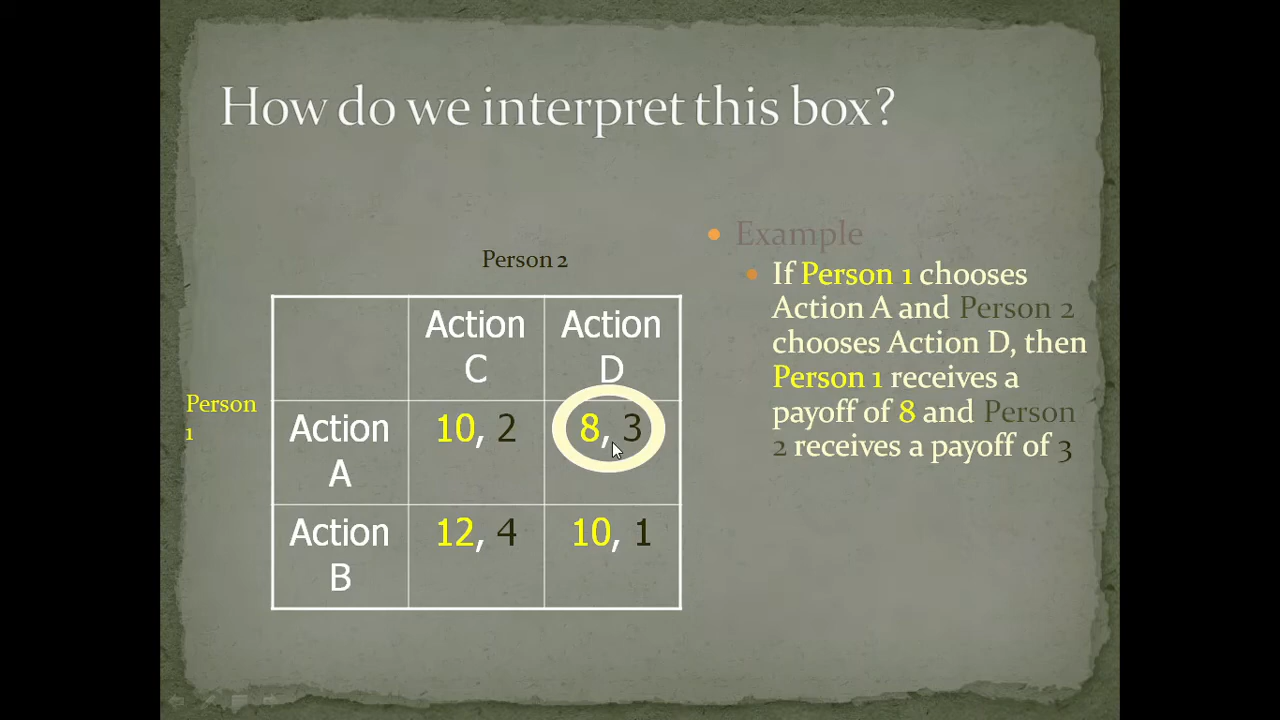 How do we interpret this box?
Person 2
Person
1
Action
C
Action
D
Action
A
10, 2
8, 3
Action
B
12, 4
10, 1
Example
If Person 1 chooses
Action A and Person 2
chooses Action D, then
Person 1 receives a
payoff of 8 and Person
2 receives a payoff of 3